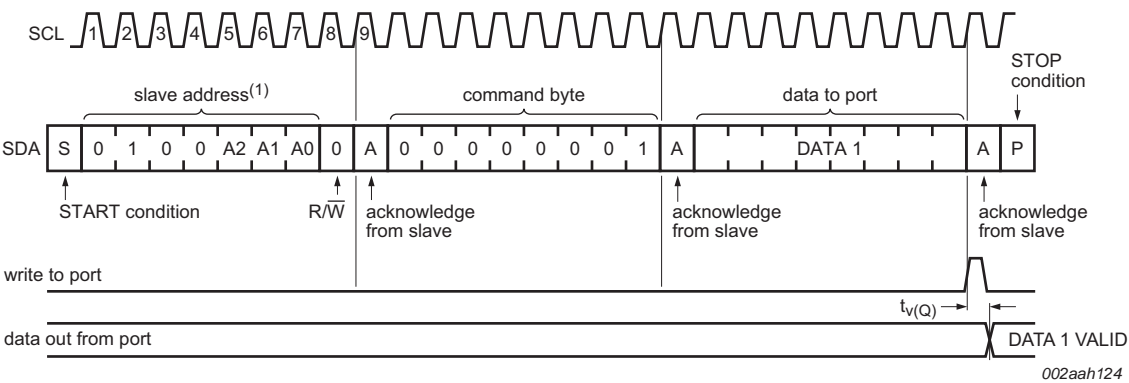 SCL 1 2 3 4 5 6 7 8 9
STOP
condition
slave address(1) command byte data to port
SDA S 0 1 0 0 A2 A1 A0 0 A 0 0 0 0 0 0 0 1 A DATA 1 A P
START condition R/W̅ acknowledge
from slave
acknowledge
from slave
acknowledge
from slave
write to port
tv(Q)
data out from port DATA 1 VALID
002aah124